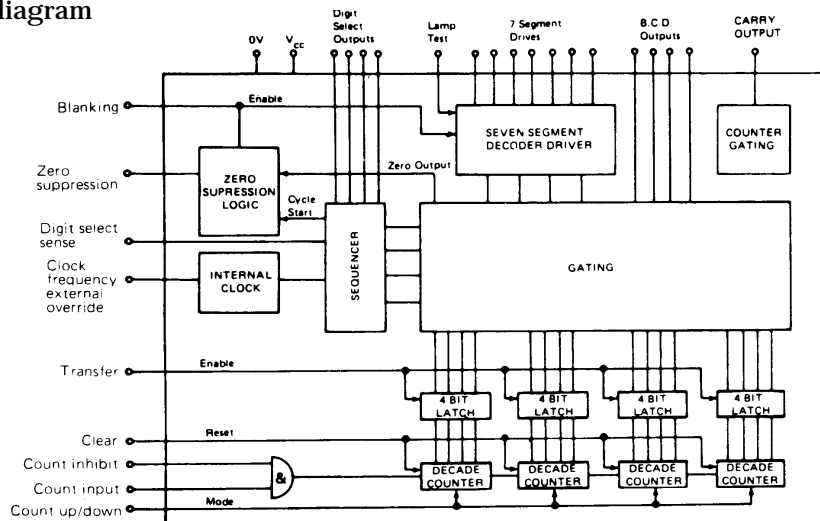 diagram
Digit
Select
Outputs
0V
Vcc
Lamp
Test
7 Segment
Drives
B.C.D.
Outputs
CARRY
OUTPUT
Blanking
Enable
SEVEN SEGMENT
DECODER DRIVER
COUNTER
GATING
Zero
suppression
ZERO
SUPRESSION
LOGIC
Zero Output
Cycle
Start
Digit select
sense
SEQUENCER
GATING
Clock
frequency
external
override
INTERNAL
CLOCK
Transfer
Enable
4 BIT
LATCH
4 BIT
LATCH
4 BIT
LATCH
4 BIT
LATCH
Clear
Reset
Count inhibit
&
DECADE
COUNTER
DECADE
COUNTER
DECADE
COUNTER
DECADE
COUNTER
Count input
Count up/down
Mode